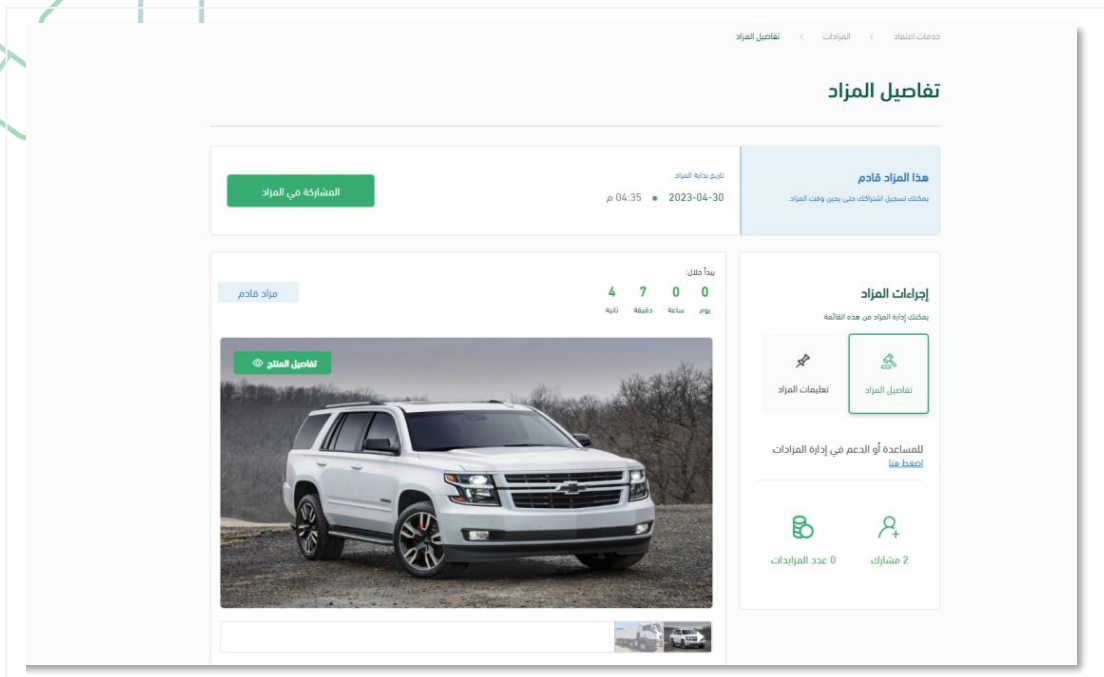 خدمات اعتماد › المزادات › تفاصيل المزاد
تفاصيل المزاد
هذا المزاد قادم
يمكنك تسجيل اشتراكك حتى يحين وقت المزاد.
تاريخ بداية المزاد
2023-04-30 • 04:35 م
المشاركة في المزاد
إجراءات المزاد
يمكنك إدارة المزاد من هذه القائمة
تفاصيل المزاد
تعليمات المزاد
للمساعدة أو الدعم في إدارة المزادات
اضغط هنا
2 مشارك
0 عدد المزايدات
يبدأ خلال:
0 0 7 4
يوم ساعة دقيقة ثانية
مزاد قادم
تفاصيل المنتج